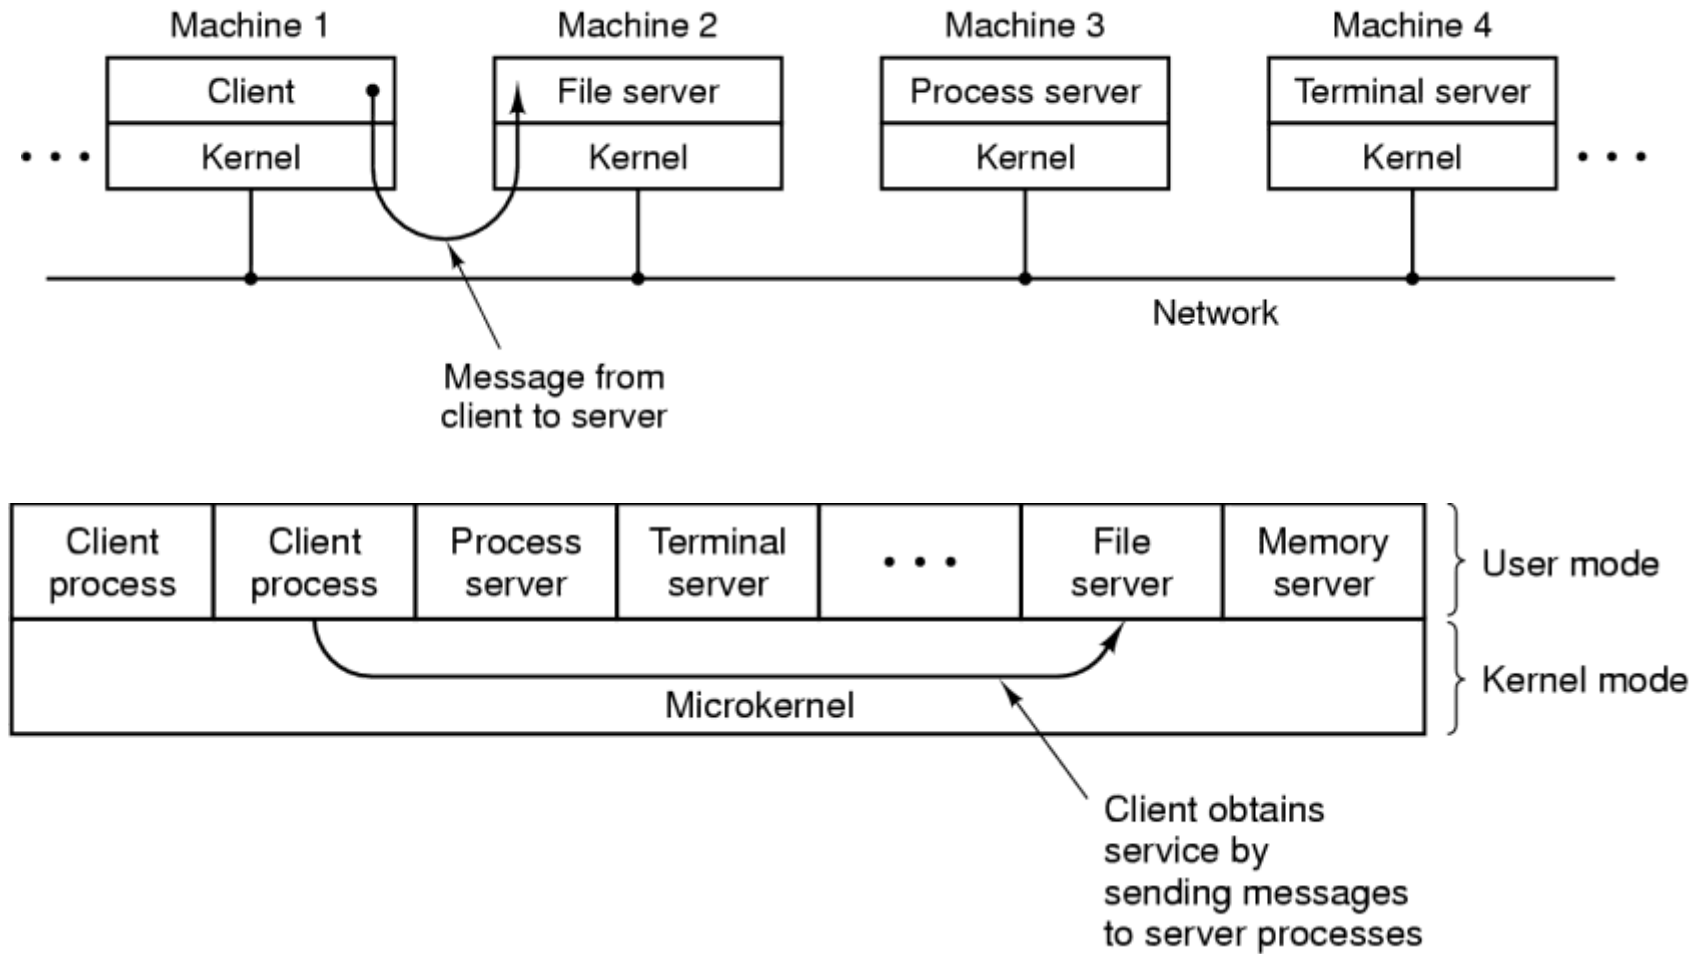 Machine 1 Machine 2 Machine 3 Machine 4
Client File server Process server Terminal server
Kernel Kernel Kernel Kernel
Network
Message from
client to server
Client process Client process Process server Terminal server File server Memory server
User mode
Microkernel
Kernel mode
Client obtains
service by
sending messages
to server processes